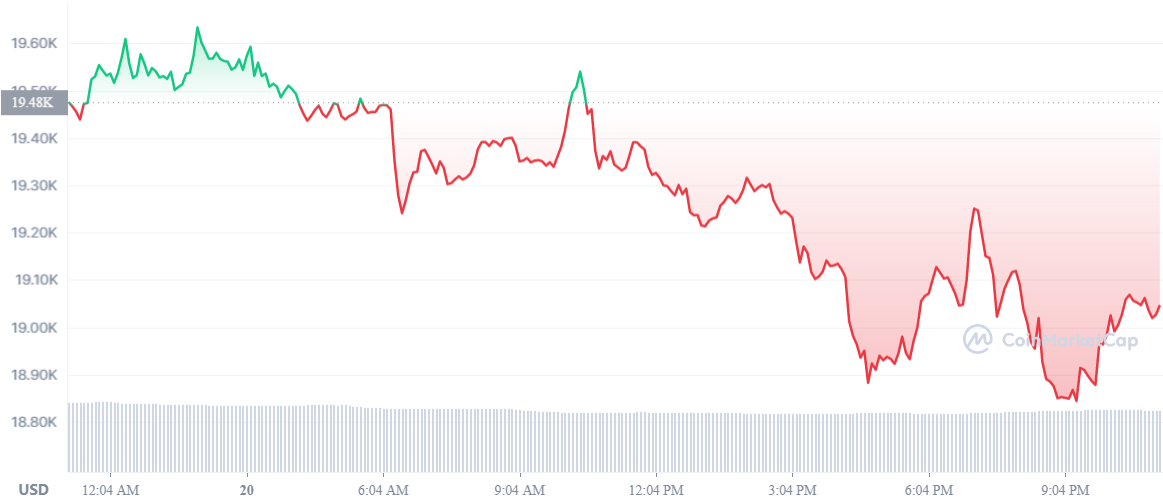 19.60K
19.50K
19.48K
19.40K
19.30K
19.20K
19.10K
19.00K
18.90K
18.80K
CoinMarketCap
USD 12:04 AM 20 6:04 AM 9:04 AM 12:04 PM 3:04 PM 6:04 PM 9:04 PM